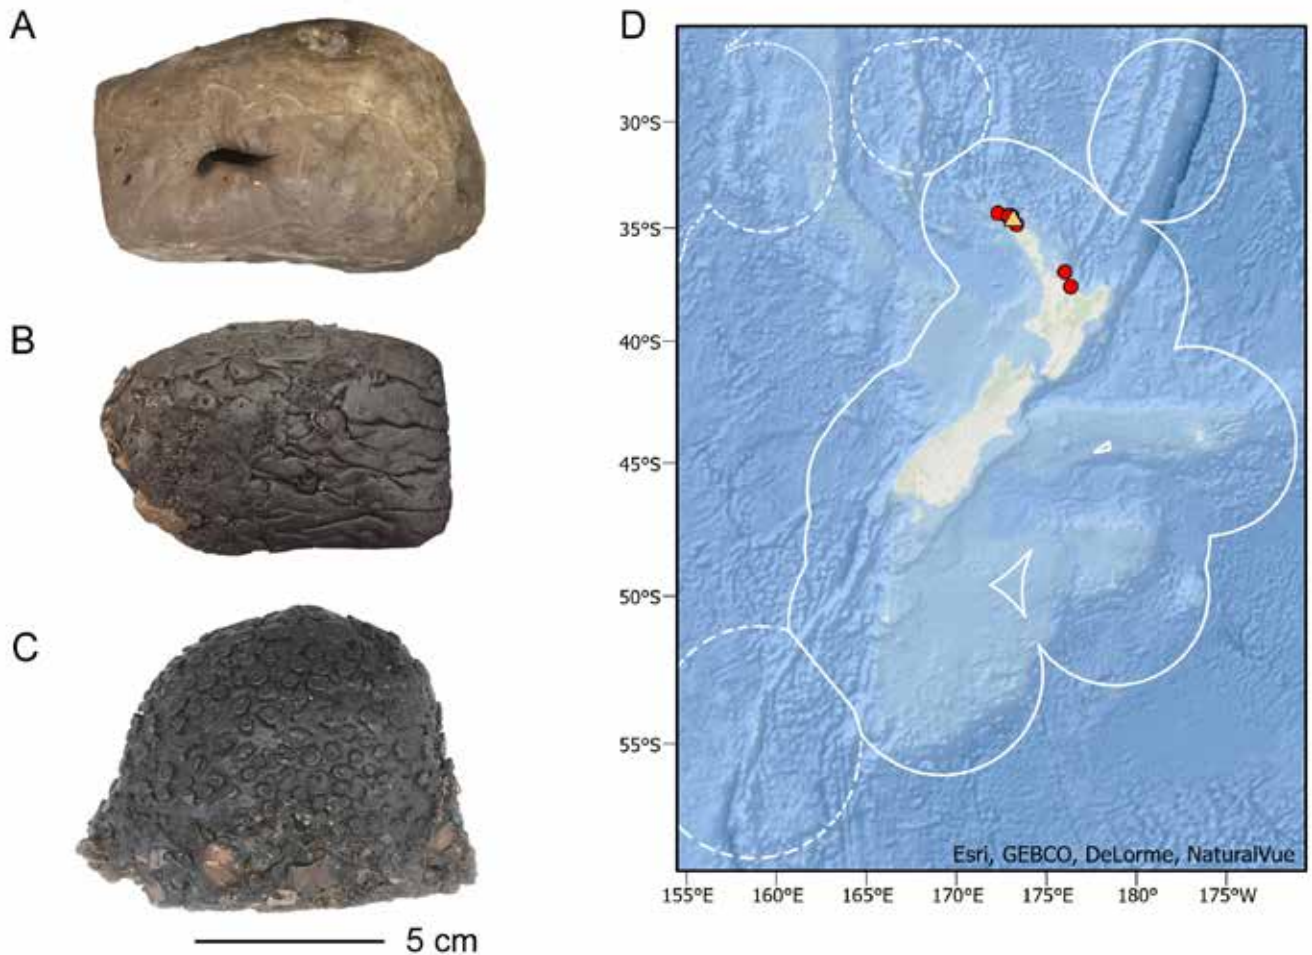 A
B
C
5 cm
D
30°S
35°S
40°S
45°S
50°S
55°S
Esri, GEBCO, DeLorme, NaturalVue
155°E 160°E 165°E 170°E 175°E 180° 175°W